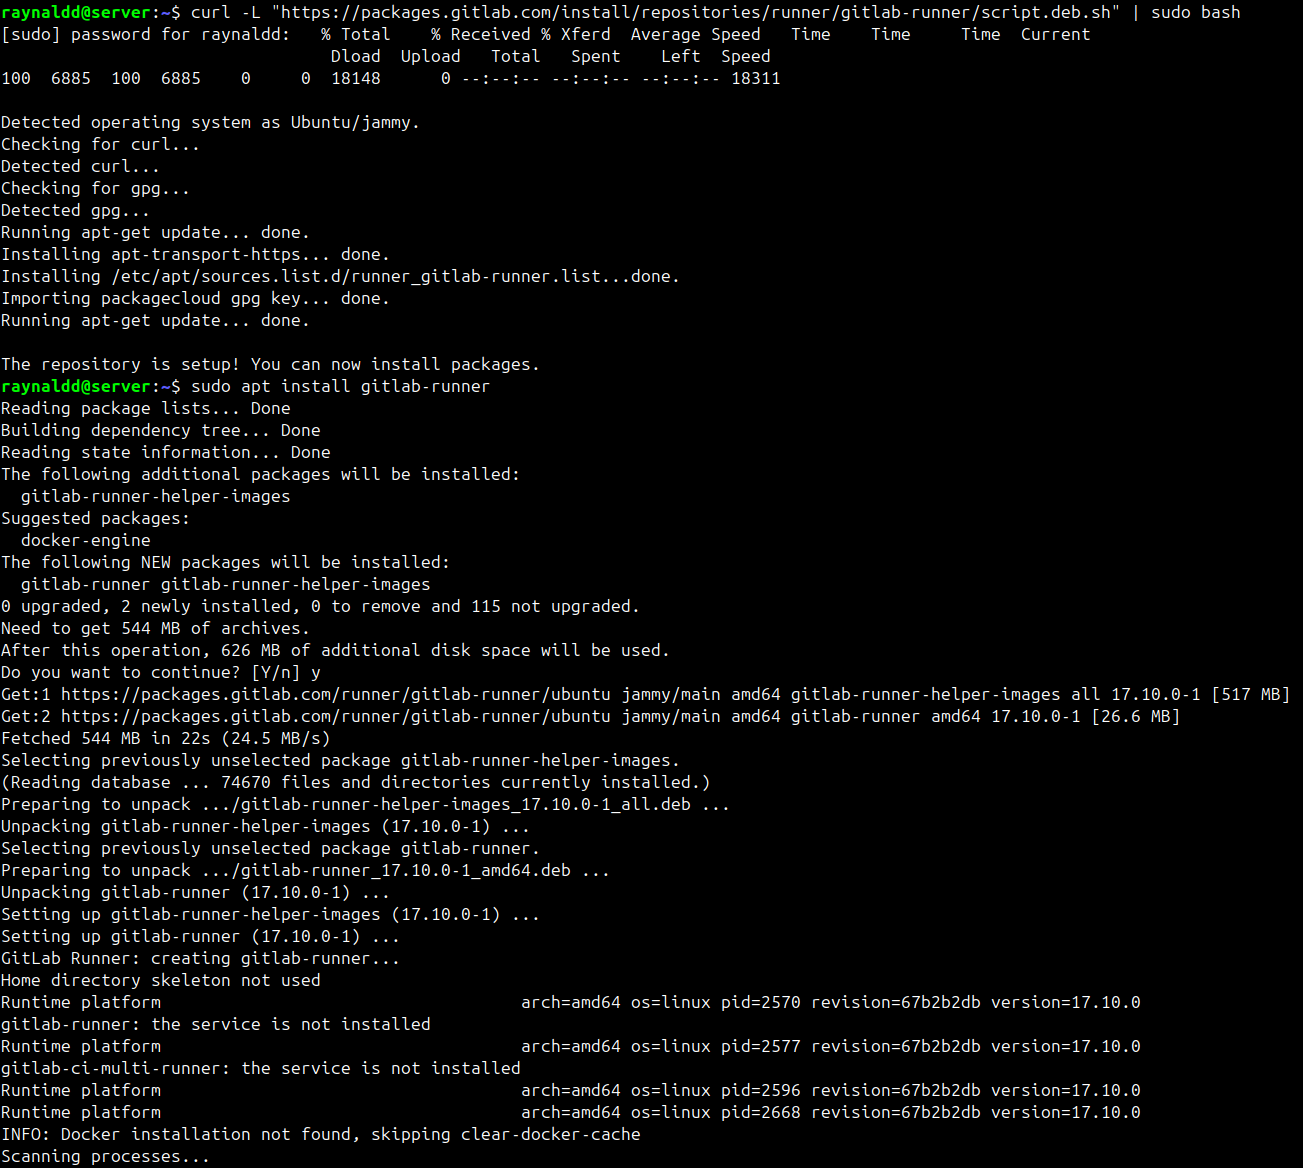 raynaldd@server:~$ curl -L "https://packages.gitlab.com/install/repositories/runner/gitlab-runner/script.deb.sh" | sudo bash
[sudo] password for raynaldd:   % Total    % Received % Xferd  Average Speed   Time    Time     Time  Current
                                 Dload  Upload   Total   Spent    Left  Speed
100  6885  100  6885    0     0  18148      0 --:--:-- --:--:-- --:--:-- 18311

Detected operating system as Ubuntu/jammy.
Checking for curl...
Detected curl...
Checking for gpg...
Detected gpg...
Running apt-get update... done.
Installing apt-transport-https... done.
Installing /etc/apt/sources.list.d/runner_gitlab-runner.list...done.
Importing packagecloud gpg key... done.
Running apt-get update... done.

The repository is setup! You can now install packages.
raynaldd@server:~$ sudo apt install gitlab-runner
Reading package lists... Done
Building dependency tree... Done
Reading state information... Done
The following additional packages will be installed:
  gitlab-runner-helper-images
Suggested packages:
  docker-engine
The following NEW packages will be installed:
  gitlab-runner gitlab-runner-helper-images
0 upgraded, 2 newly installed, 0 to remove and 115 not upgraded.
Need to get 544 MB of archives.
After this operation, 626 MB of additional disk space will be used.
Do you want to continue? [Y/n] y
Get:1 https://packages.gitlab.com/runner/gitlab-runner/ubuntu jammy/main amd64 gitlab-runner-helper-images all 17.10.0-1 [517 MB]
Get:2 https://packages.gitlab.com/runner/gitlab-runner/ubuntu jammy/main amd64 gitlab-runner amd64 17.10.0-1 [26.6 MB]
Fetched 544 MB in 22s (24.5 MB/s)
Selecting previously unselected package gitlab-runner-helper-images.
(Reading database ... 74670 files and directories currently installed.)
Preparing to unpack .../gitlab-runner-helper-images_17.10.0-1_all.deb ...
Unpacking gitlab-runner-helper-images (17.10.0-1) ...
Selecting previously unselected package gitlab-runner.
Preparing to unpack .../gitlab-runner_17.10.0-1_amd64.deb ...
Unpacking gitlab-runner (17.10.0-1) ...
Setting up gitlab-runner-helper-images (17.10.0-1) ...
Setting up gitlab-runner (17.10.0-1) ...
GitLab Runner: creating gitlab-runner...
Home directory skeleton not used
Runtime platform                                    arch=amd64 os=linux pid=2570 revision=67b2b2db version=17.10.0
gitlab-runner: the service is not installed
Runtime platform                                    arch=amd64 os=linux pid=2577 revision=67b2b2db version=17.10.0
gitlab-ci-multi-runner: the service is not installed
Runtime platform                                    arch=amd64 os=linux pid=2596 revision=67b2b2db version=17.10.0
Runtime platform                                    arch=amd64 os=linux pid=2668 revision=67b2b2db version=17.10.0
INFO: Docker installation not found, skipping clear-docker-cache
Scanning processes...